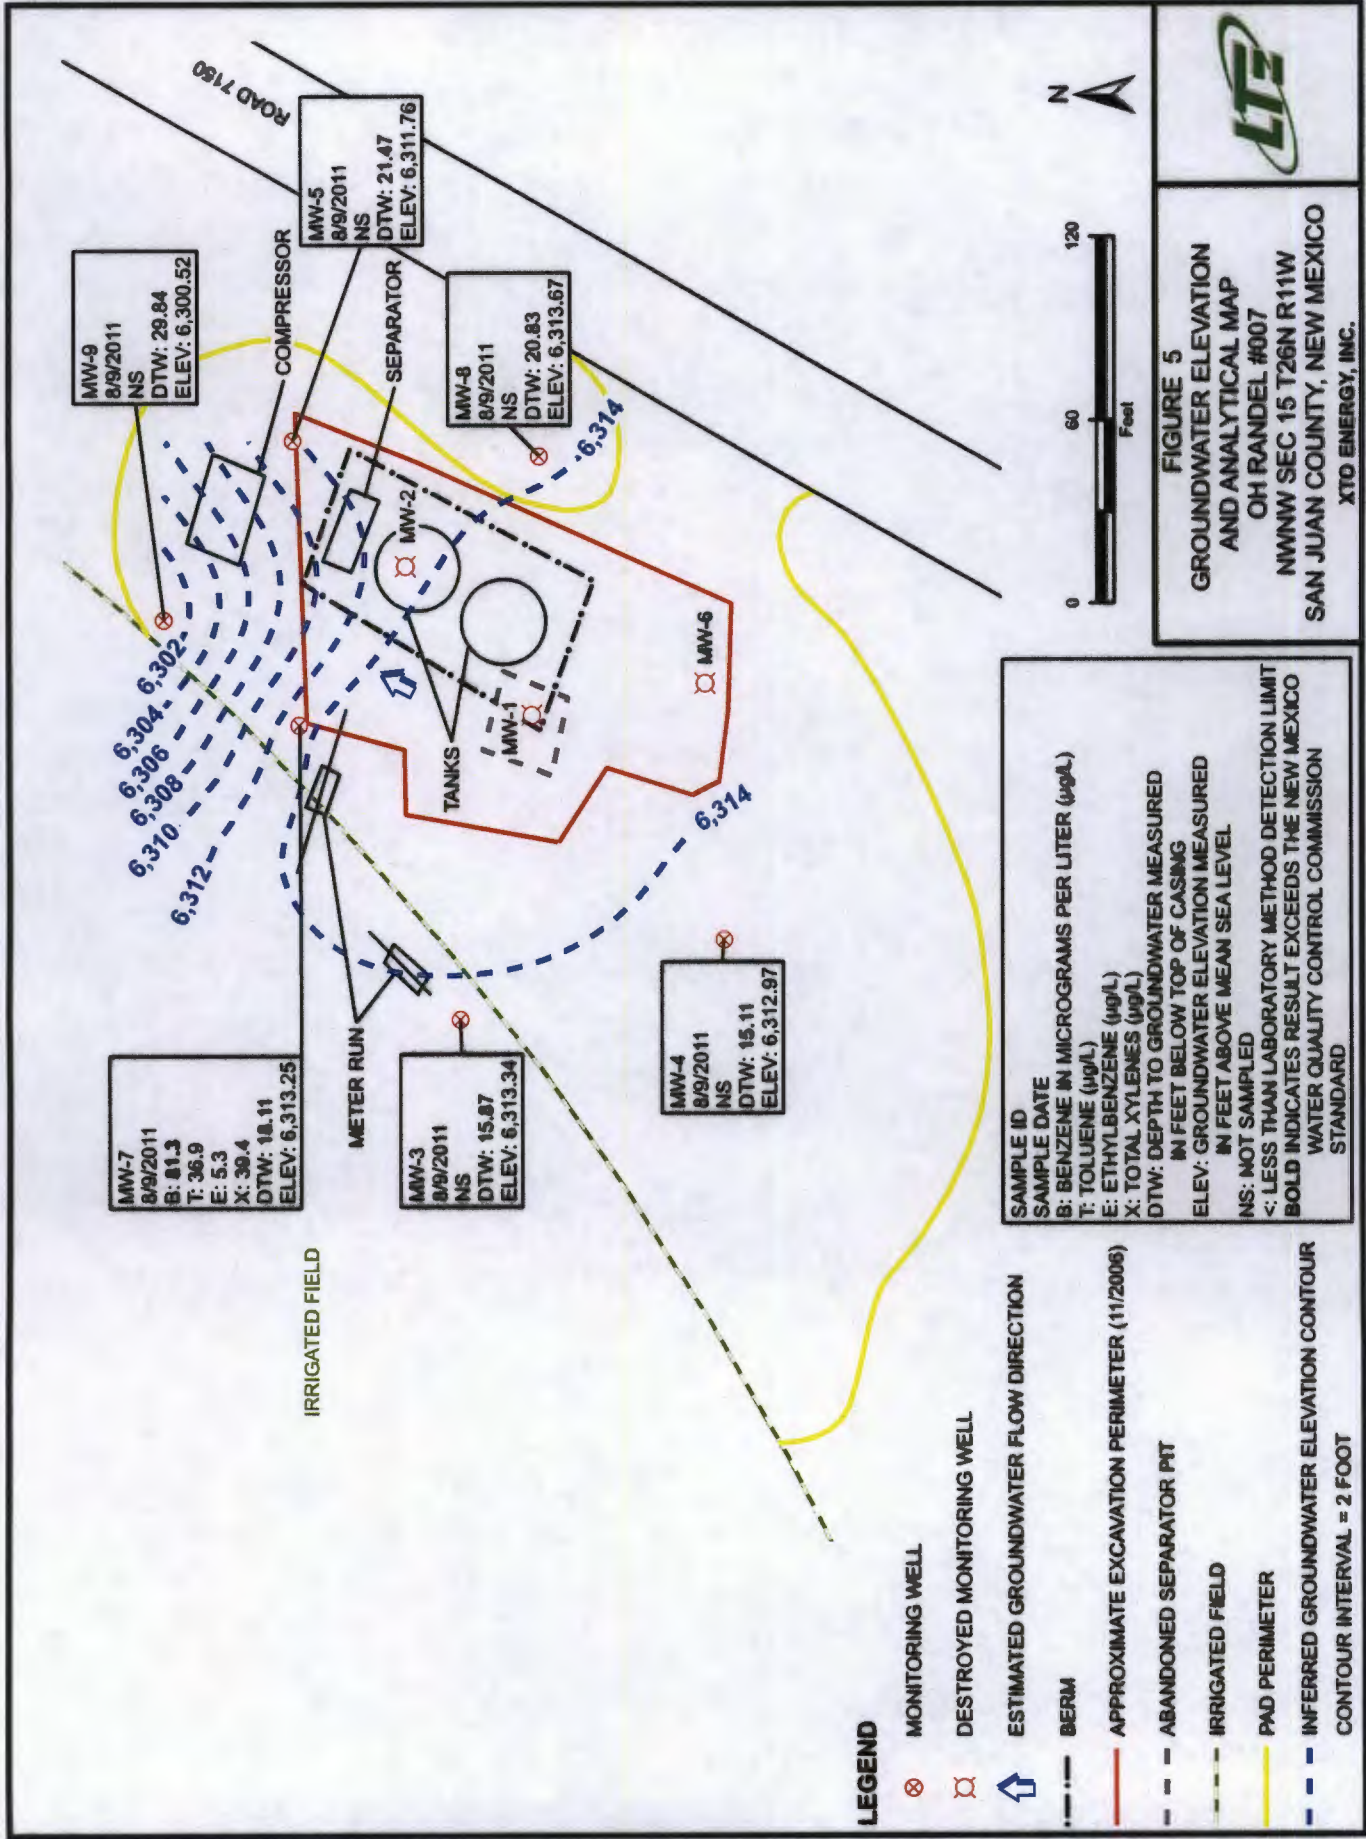 ROAD 7150
MW-9
8/9/2011
NS
DTW: 29.84
ELEV: 6,300.52
COMPRESSOR
MW-5
8/9/2011
NS
DTW: 21.47
ELEV: 6,311.76
SEPARATOR
MW-8
8/9/2011
NS
DTW: 20.83
ELEV: 6,313.67
6,314
MW-2
6,302
6,304
6,306
6,308
6,310
6,312
MW-1
MW-6
TANKS
6,314
MW-7
8/9/2011
B: 81.3
T: 36.9
E: 5.3
X: 39.4
DTW: 18.11
ELEV: 6,313.25
METER RUN
MW-3
8/9/2011
NS
DTW: 15.87
ELEV: 6,313.34
MW-4
8/9/2011
NS
DTW: 15.11
ELEV: 6,312.97
IRRIGATED FIELD
N
0 60 120
Feet
LEGEND
MONITORING WELL
DESTROYED MONITORING WELL
ESTIMATED GROUNDWATER FLOW DIRECTION
BERM
APPROXIMATE EXCAVATION PERIMETER (11/2006)
ABANDONED SEPARATOR PIT
IRRIGATED FIELD
PAD PERIMETER
INFERRED GROUNDWATER ELEVATION CONTOUR
CONTOUR INTERVAL = 2 FOOT
SAMPLE ID
SAMPLE DATE
B: BENZENE IN MICROGRAMS PER LITER (µg/L)
T: TOLUENE (µg/L)
E: ETHYLBENZENE (µg/L)
X: TOTAL XYLENES (µg/L)
DTW: DEPTH TO GROUNDWATER MEASURED
IN FEET BELOW TOP OF CASING
ELEV: GROUNDWATER ELEVATION MEASURED
IN FEET ABOVE MEAN SEA LEVEL
NS: NOT SAMPLED
<: LESS THAN LABORATORY METHOD DETECTION LIMIT
BOLD INDICATES RESULT EXCEEDS THE NEW MEXICO
WATER QUALITY CONTROL COMMISSION
STANDARD
FIGURE 5
GROUNDWATER ELEVATION
AND ANALYTICAL MAP
OH RANDEL #007
NWNW SEC 15 T26N R11W
SAN JUAN COUNTY, NEW MEXICO
XTO ENERGY, INC.
LTE